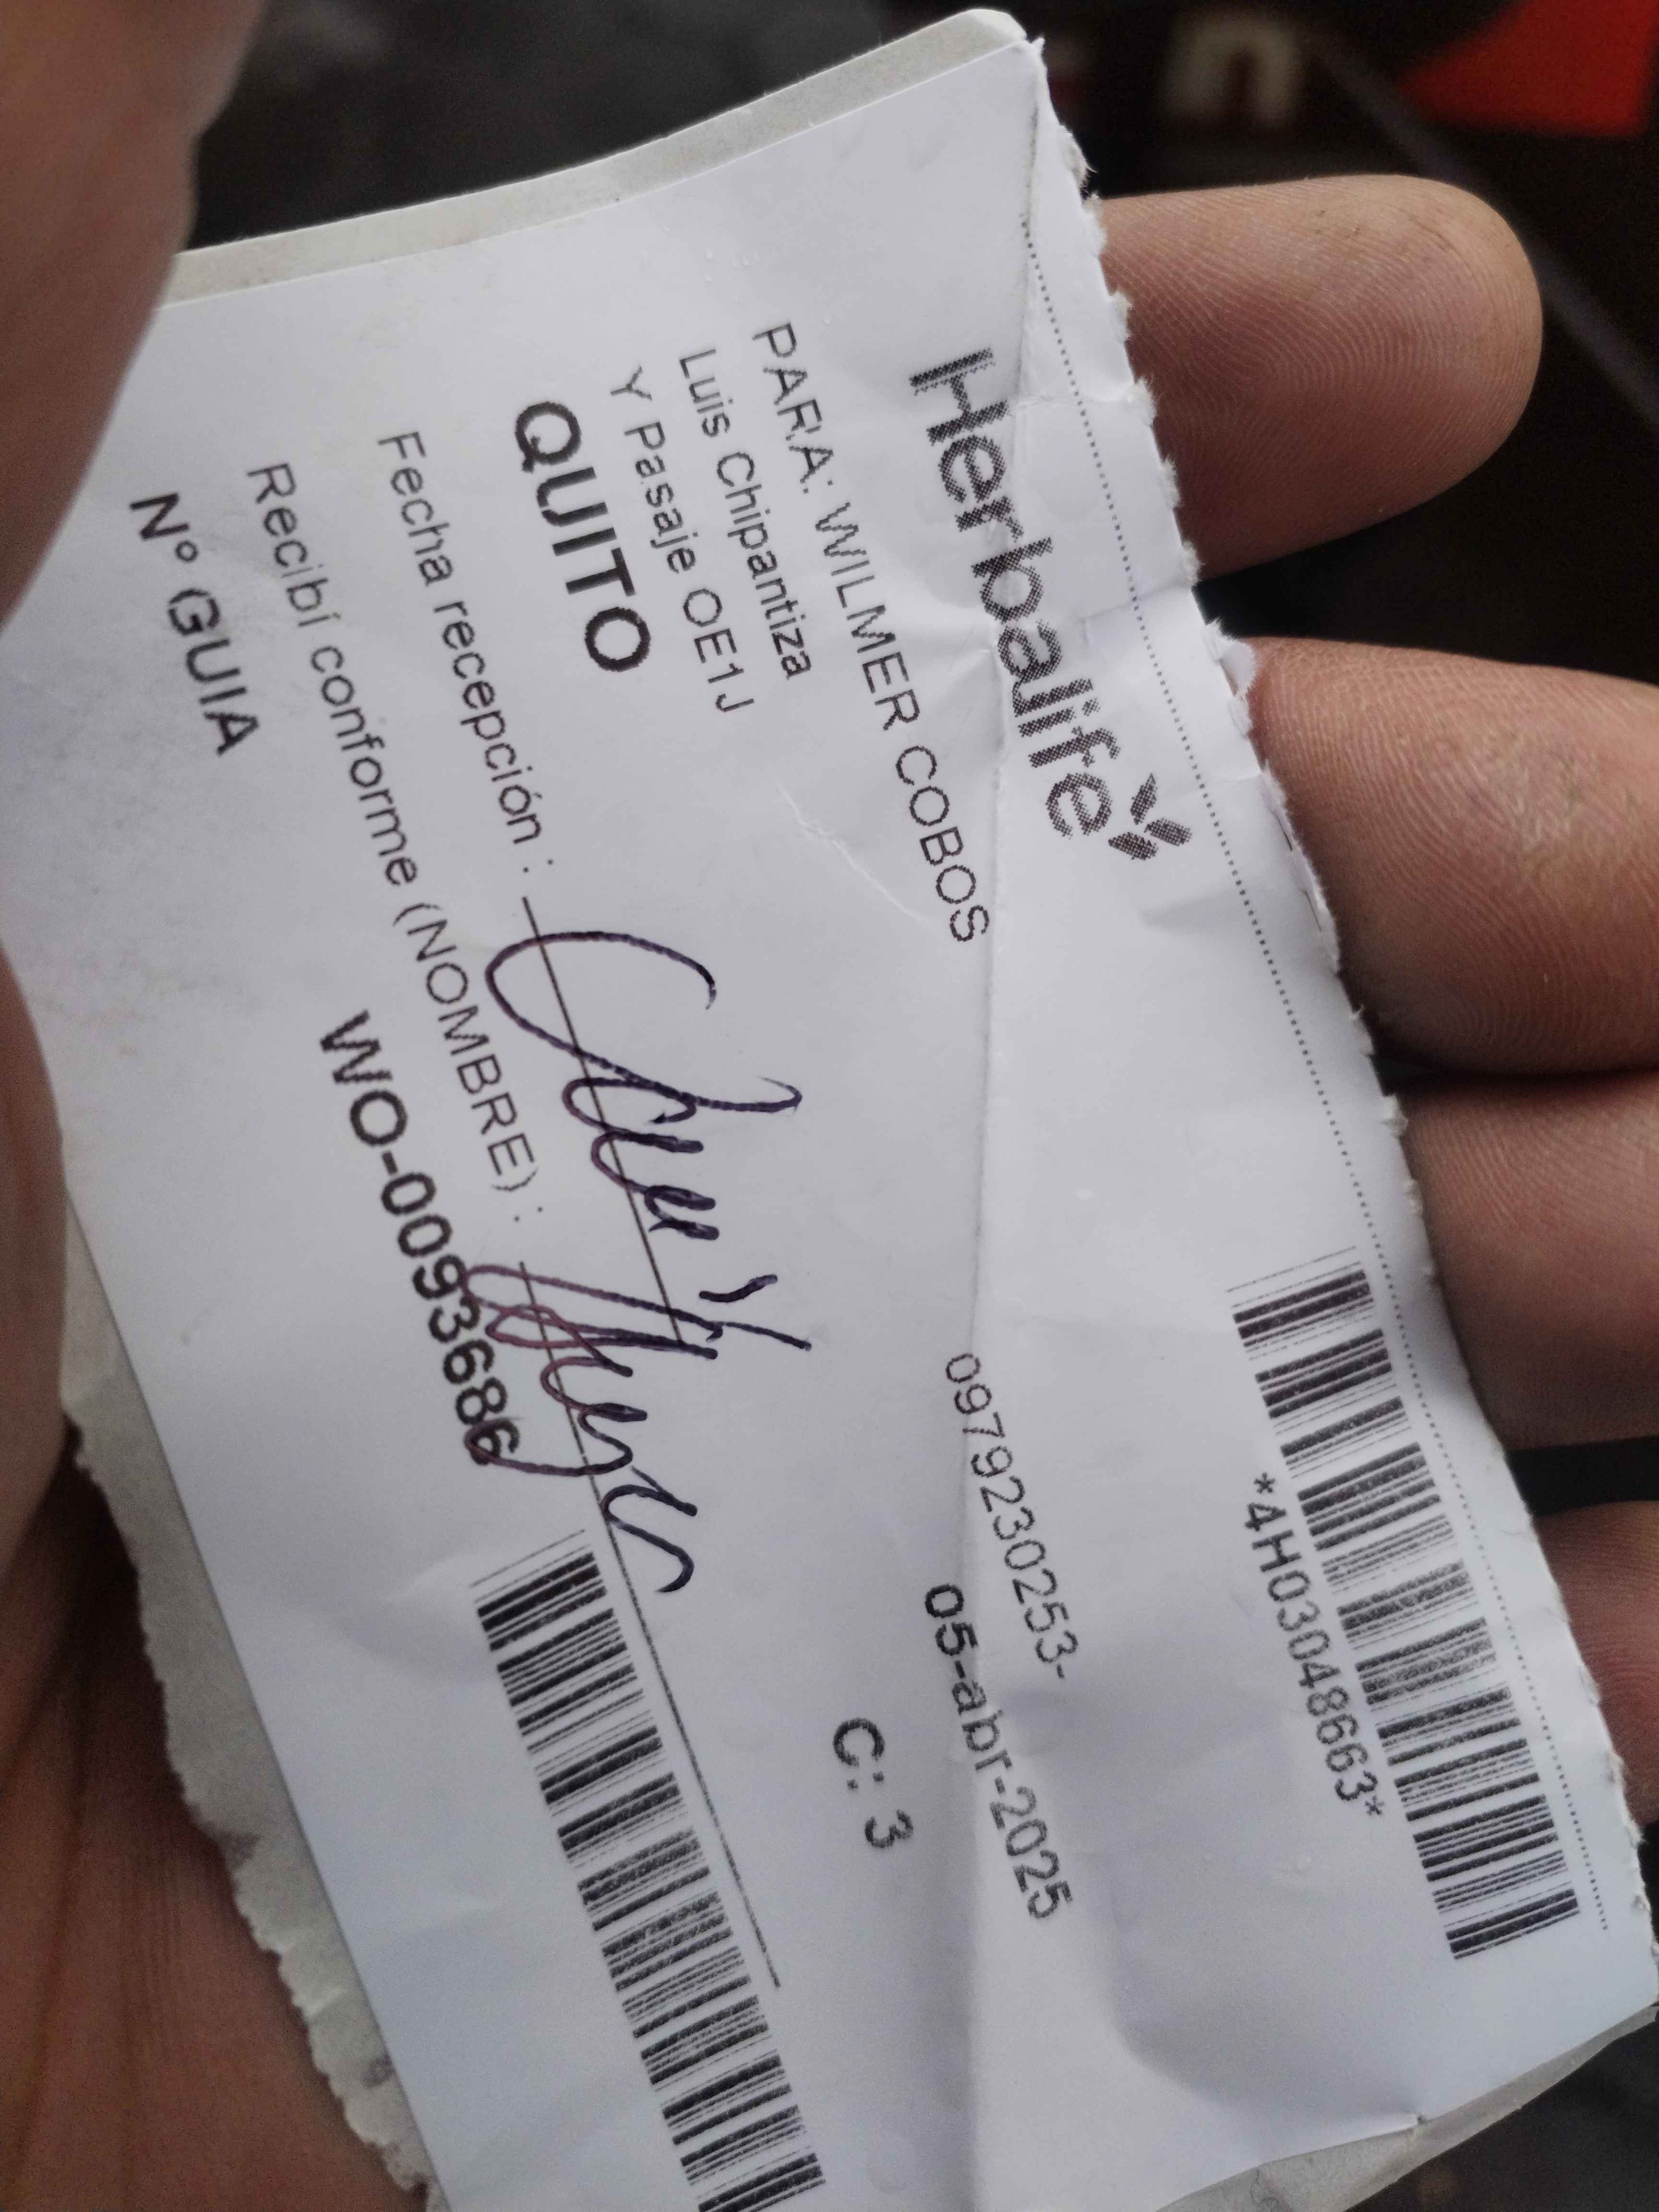 Herbalife
*4H03048663*
PARA: WILMER COBOS
0979230253-
Luis Chipantiza
05-abr-2025
Y Pasaje OE1J
QUITO
C: 3
Fecha recepción :
Recibí conforme (NOMBRE) :
Nº GUIA
WO-0093686